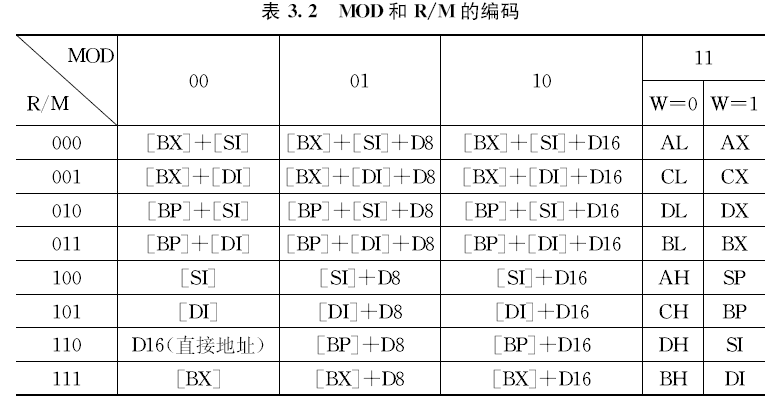 表 3.2 MOD 和 R/M 的编码
MOD 11
00 01 10
R/M W=0 W=1
000 [BX]+[SI] [BX]+[SI]+D8 [BX]+[SI]+D16 AL AX
001 [BX]+[DI] [BX]+[DI]+D8 [BX]+[DI]+D16 CL CX
010 [BP]+[SI] [BP]+[SI]+D8 [BP]+[SI]+D16 DL DX
011 [BP]+[DI] [BP]+[DI]+D8 [BP]+[DI]+D16 BL BX
100 [SI] [SI]+D8 [SI]+D16 AH SP
101 [DI] [DI]+D8 [DI]+D16 CH BP
110 D16(直接地址) [BP]+D8 [BP]+D16 DH SI
111 [BX] [BX]+D8 [BX]+D16 BH DI